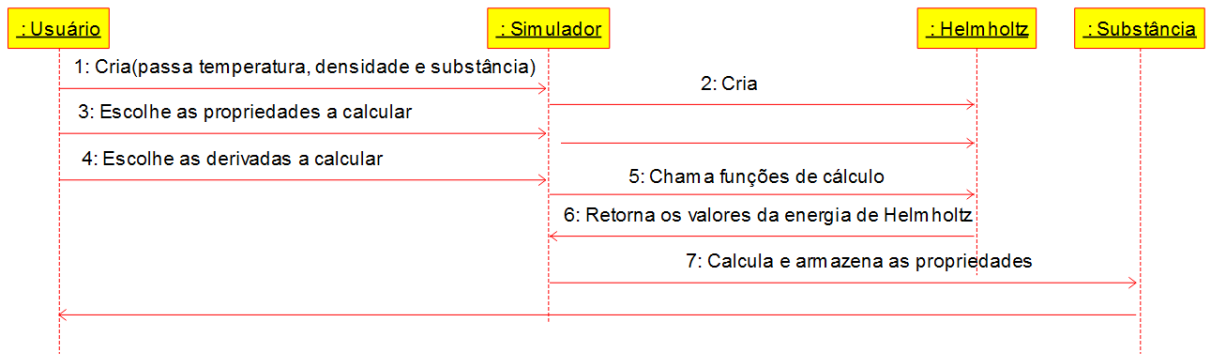 : Usuário
: Simulador
: Helmholtz
: Substância
1: Cria(passa temperatura, densidade e substância)
2: Cria
3: Escolhe as propriedades a calcular
4: Escolhe as derivadas a calcular
5: Chama funções de cálculo
6: Retorna os valores da energia de Helmholtz
7: Calcula e armazena as propriedades